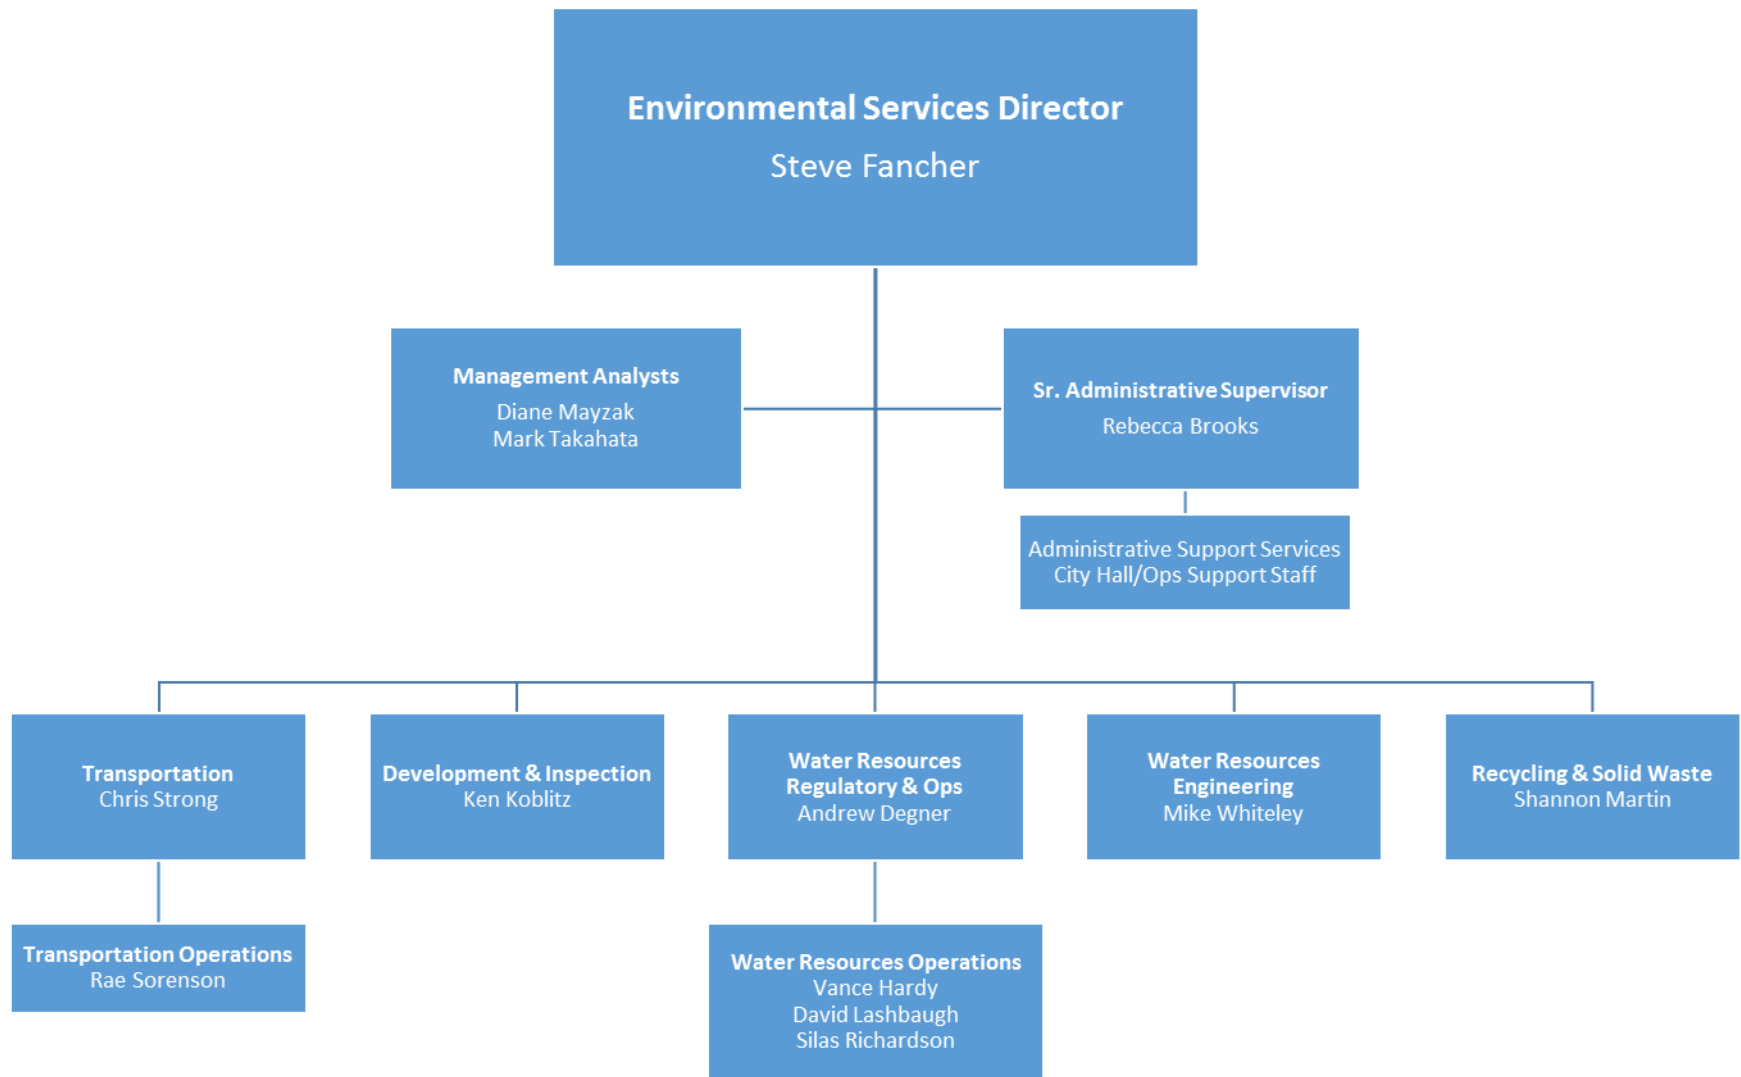 Environmental Services Director
Steve Fancher
Management Analysts
Diane Mayzak
Mark Takahata
Sr. Administrative Supervisor
Rebecca Brooks
Administrative Support Services
City Hall/Ops Support Staff
Transportation
Chris Strong
Development & Inspection
Ken Koblitz
Water Resources
Regulatory & Ops
Andrew Degner
Water Resources
Engineering
Mike Whiteley
Recycling & Solid Waste
Shannon Martin
Transportation Operations
Rae Sorenson
Water Resources Operations
Vance Hardy
David Lashbaugh
Silas Richardson